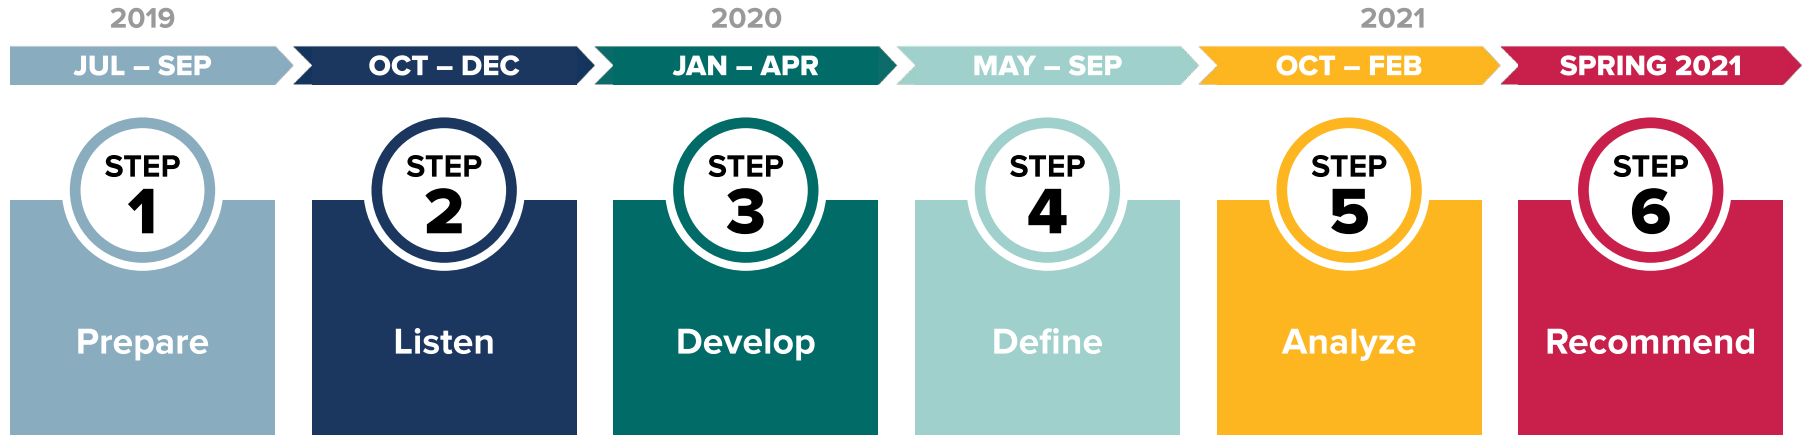 2019 2020 2021
JUL – SEP OCT – DEC JAN – APR MAY – SEP OCT – FEB SPRING 2021
STEP STEP STEP STEP STEP STEP
1 2 3 4 5 6
Prepare Listen Develop Define Analyze Recommend